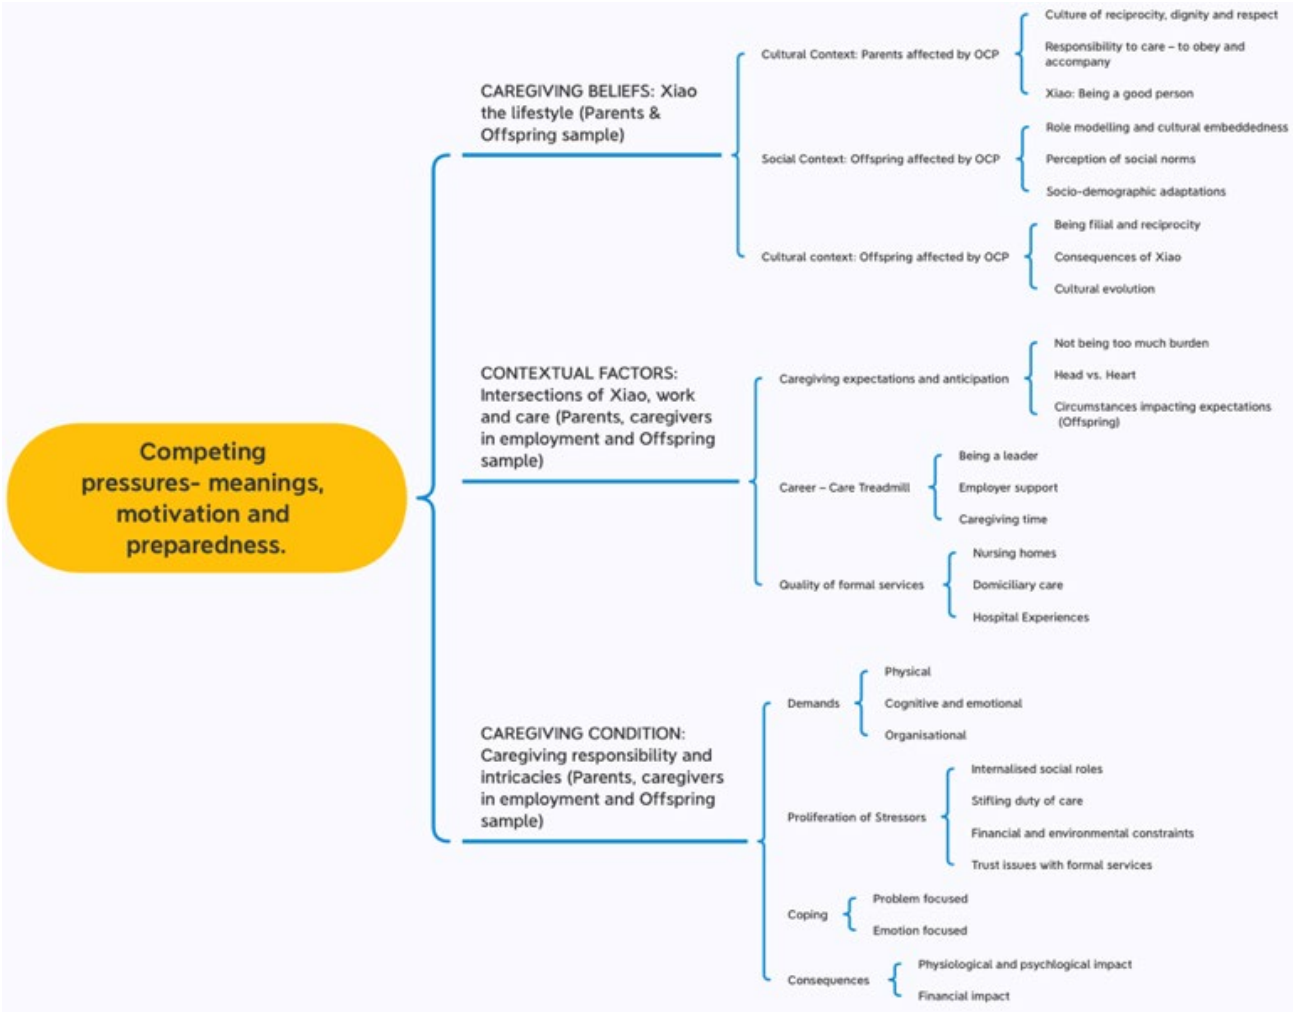 Competing
pressures- meanings,
motivation and
preparedness.
CAREGIVING BELIEFS: Xiao
the lifestyle (Parents &
Offspring sample)
Cultural Context: Parents affected by OCP
Culture of reciprocity, dignity and respect
Responsibility to care – to obey and
accompany
Xiao: Being a good person
Social Context: Offspring affected by OCP
Role modelling and cultural embeddedness
Perception of social norms
Socio-demographic adaptations
Cultural context: Offspring affected by OCP
Being filial and reciprocity
Consequences of Xiao
Cultural evolution
CONTEXTUAL FACTORS:
Intersections of Xiao, work
and care (Parents, caregivers
in employment and Offspring
sample)
Caregiving expectations and anticipation
Not being too much burden
Head vs. Heart
Circumstances impacting expectations
(Offspring)
Career – Care Treadmill
Being a leader
Employer support
Caregiving time
Quality of formal services
Nursing homes
Domiciliary care
Hospital Experiences
CAREGIVING CONDITION:
Caregiving responsibility and
intricacies (Parents, caregivers
in employment and Offspring
sample)
Demands
Physical
Cognitive and emotional
Organisational
Proliferation of Stressors
Internalised social roles
Stifling duty of care
Financial and environmental constraints
Trust issues with formal services
Coping
Problem focused
Emotion focused
Consequences
Physiological and psychlogical impact
Financial impact